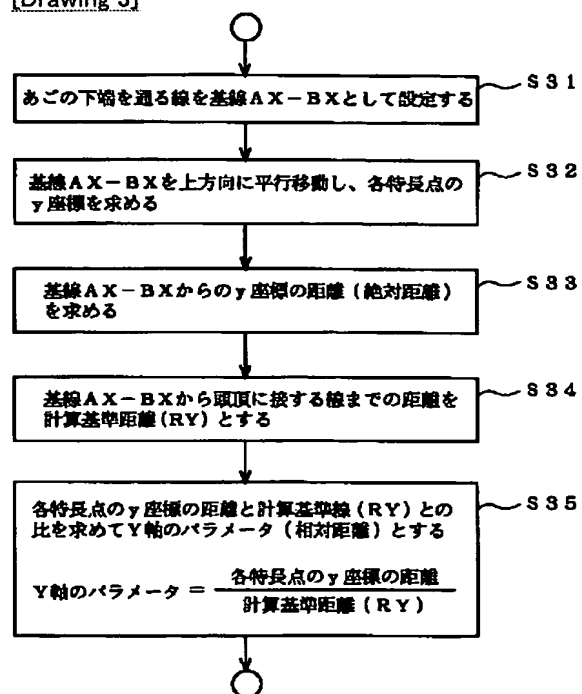 [Drawing 3]
あごの下端を通る線を基線AX-BXとして設定する
S31
基線AX-BXを上方向に平行移動し、各特長点の
y座標を求める
S32
基線AX-BXからのy座標の距離(絶対距離)
を求める
S33
基線AX-BXから頭頂に接する線までの距離を
計算基準距離(RY)とする
S34
各特長点のy座標の距離と計算基準線(RY)との
比を求めてY軸のパラメータ(相対距離)とする
S35
Y軸のパラメータ = 各特長点のy座標の距離
計算基準距離(RY)